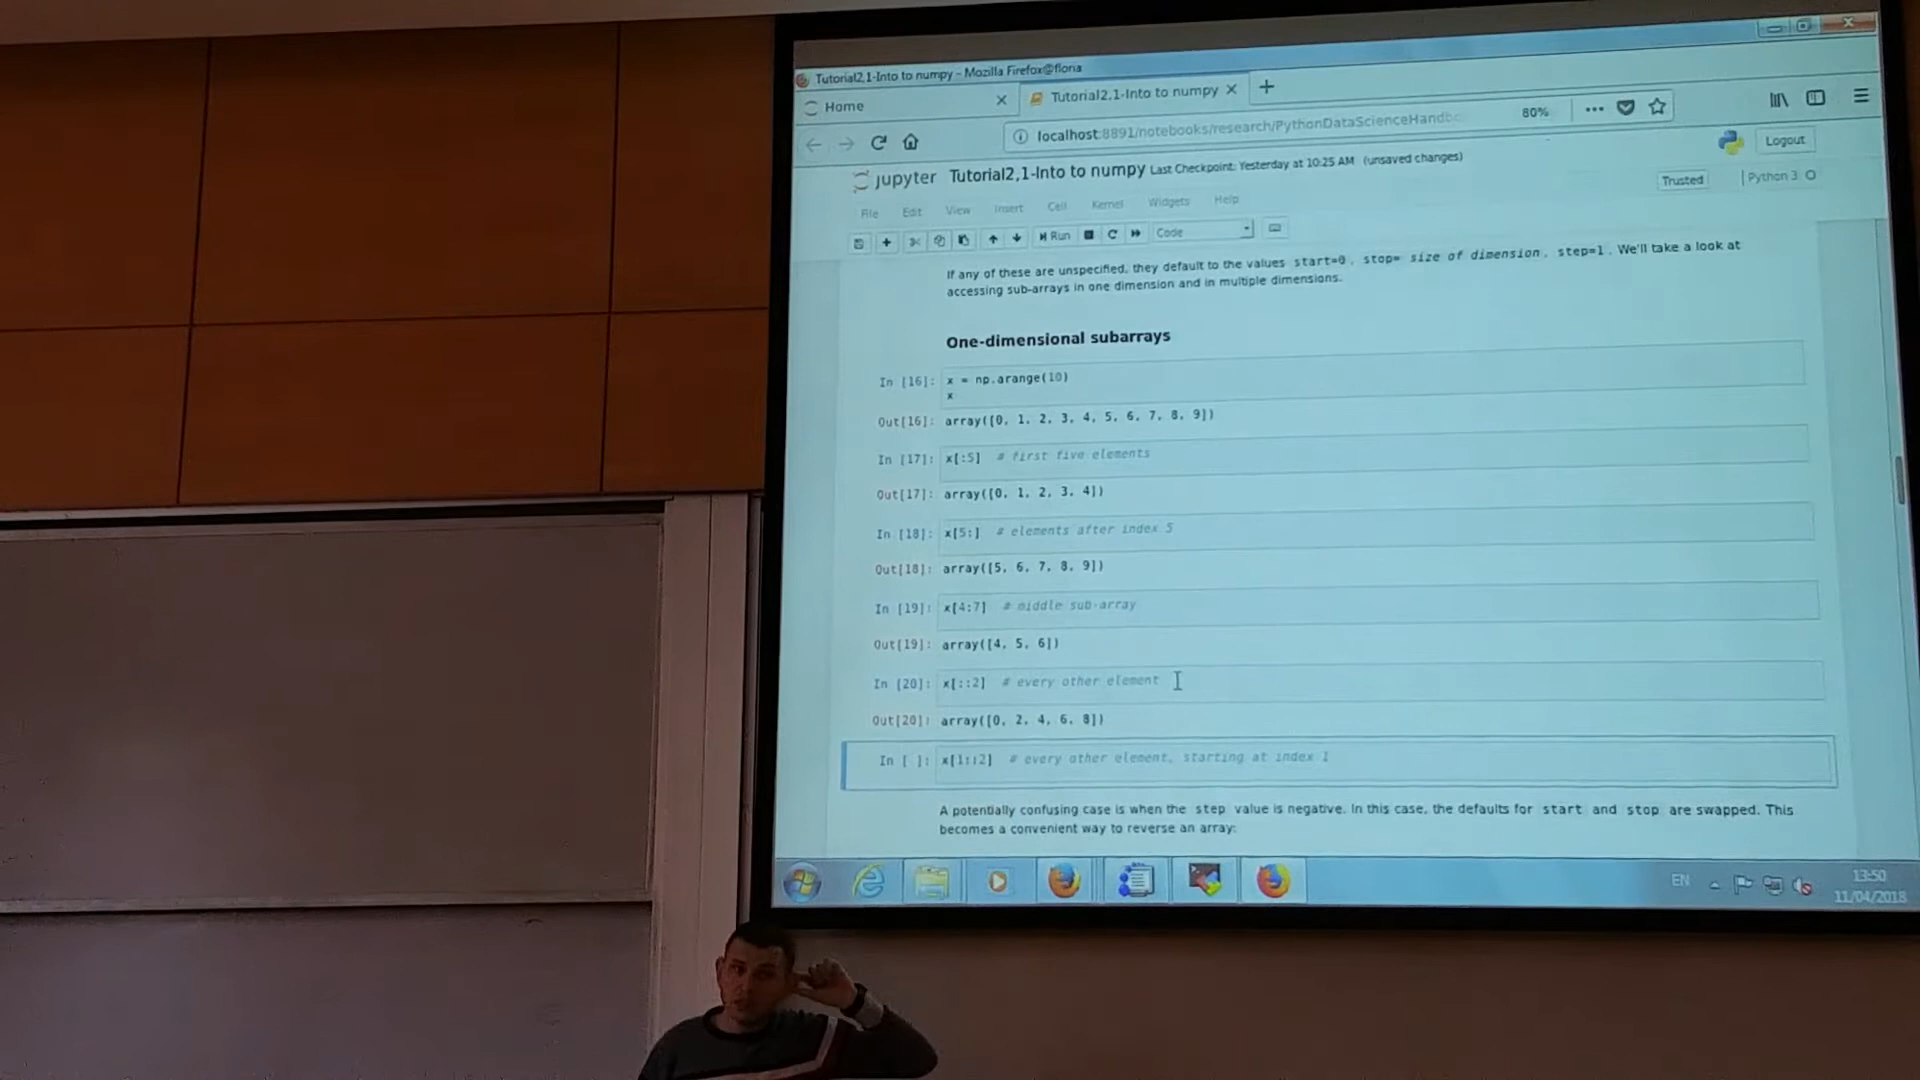 Tutorial2,1-Into to numpy - Mozilla Firefox@floria
Home
Tutorial2,1-Into to numpy
localhost:8891/notebooks/research/PythonDataScienceHandbo
80%
jupyter Tutorial2,1-Into to numpy Last Checkpoint: Yesterday at 10:25 AM (unsaved changes)
Logout
File Edit View Insert Cell Kernel Widgets Help
Trusted
Python 3
Run
Code
If any of these are unspecified, they default to the values start=0, stop= size of dimension, step=1. We'll take a look at
accessing sub-arrays in one dimension and in multiple dimensions.
One-dimensional subarrays
In [16]: x = np.arange(10)
x
Out[16]: array([0, 1, 2, 3, 4, 5, 6, 7, 8, 9])
In [17]: x[:5] # first five elements
Out[17]: array([0, 1, 2, 3, 4])
In [18]: x[5:] # elements after index 5
Out[18]: array([5, 6, 7, 8, 9])
In [19]: x[4:7] # middle sub-array
Out[19]: array([4, 5, 6])
In [20]: x[::2] # every other element
Out[20]: array([0, 2, 4, 6, 8])
In [ ]: x[1::2] # every other element, starting at index 1
A potentially confusing case is when the step value is negative. In this case, the defaults for start and stop are swapped. This
becomes a convenient way to reverse an array:
EN
13:50
11/04/2018